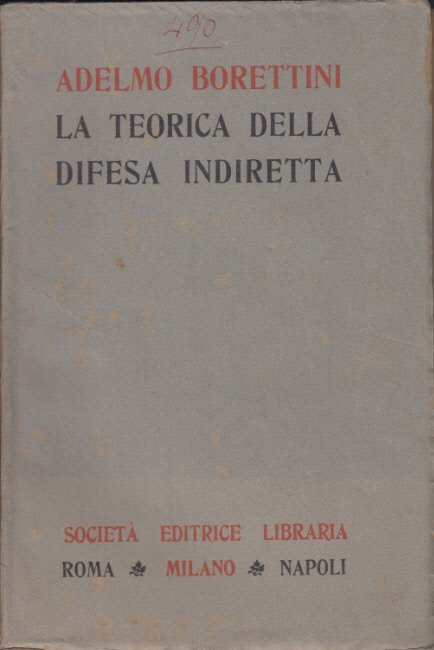 490
ADELMO BORETTINI
LA TEORICA DELLA
DIFESA INDIRETTA
SOCIETÀ EDITRICE LIBRARIA
ROMA MILANO NAPOLI